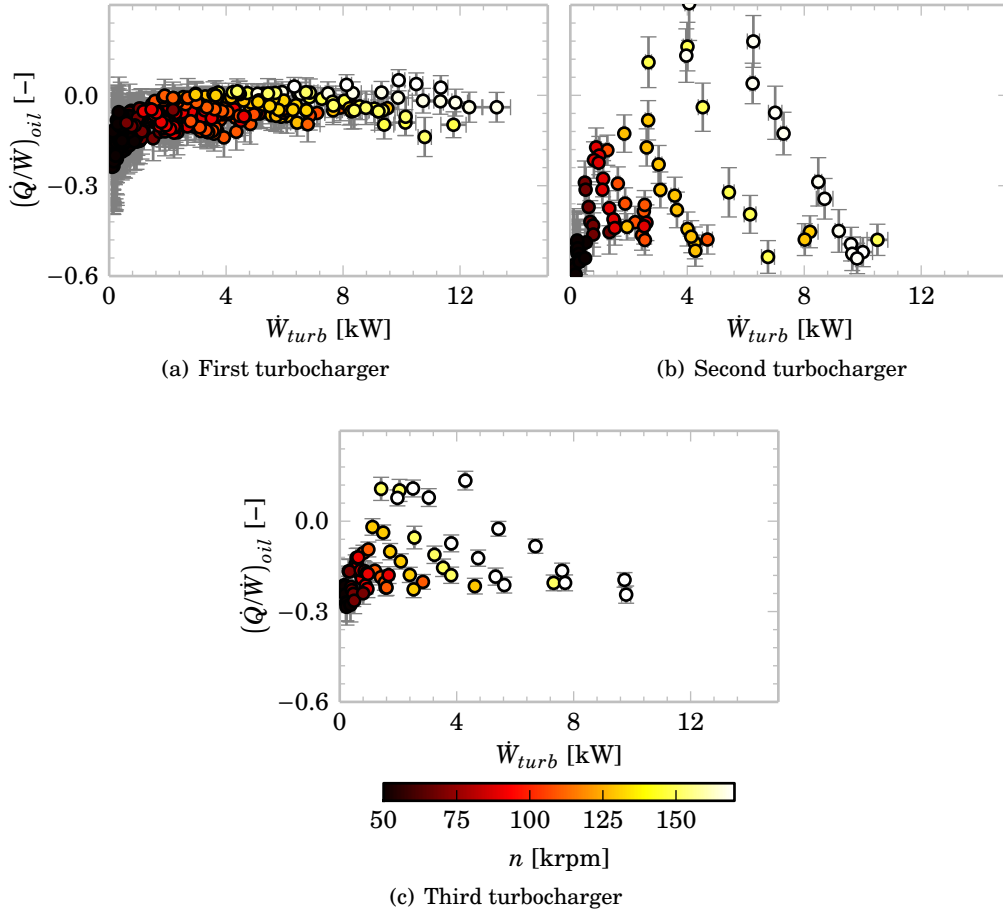 (Q̇/Ẇ)oil [−]
0.0
−0.3
−0.6
0 4 8 12
0 4 8 12
Ẇturb [kW]
Ẇturb [kW]
(a) First turbocharger
(b) Second turbocharger
(Q̇/Ẇ)oil [−]
0.0
−0.3
−0.6
0 4 8 12
Ẇturb [kW]
50 75 100 125 150
n [krpm]
(c) Third turbocharger